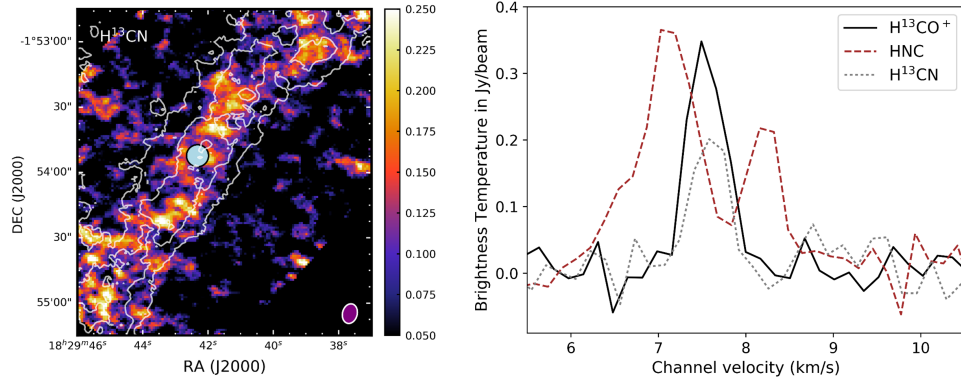 H¹³CN
-1°53'00"
30"
54'00"
30"
55'00"
DEC (J2000)
18ʰ29ᵐ46ˢ
44ˢ
42ˢ
40ˢ
38ˢ
RA (J2000)
0.250
0.225
0.200
0.175
0.150
0.125
0.100
0.075
0.050
Brightness Temperature in Jy/beam
0.4
0.3
0.2
0.1
0.0
6
7
8
9
10
Channel velocity (km/s)
H¹³CO⁺
HNC
H¹³CN